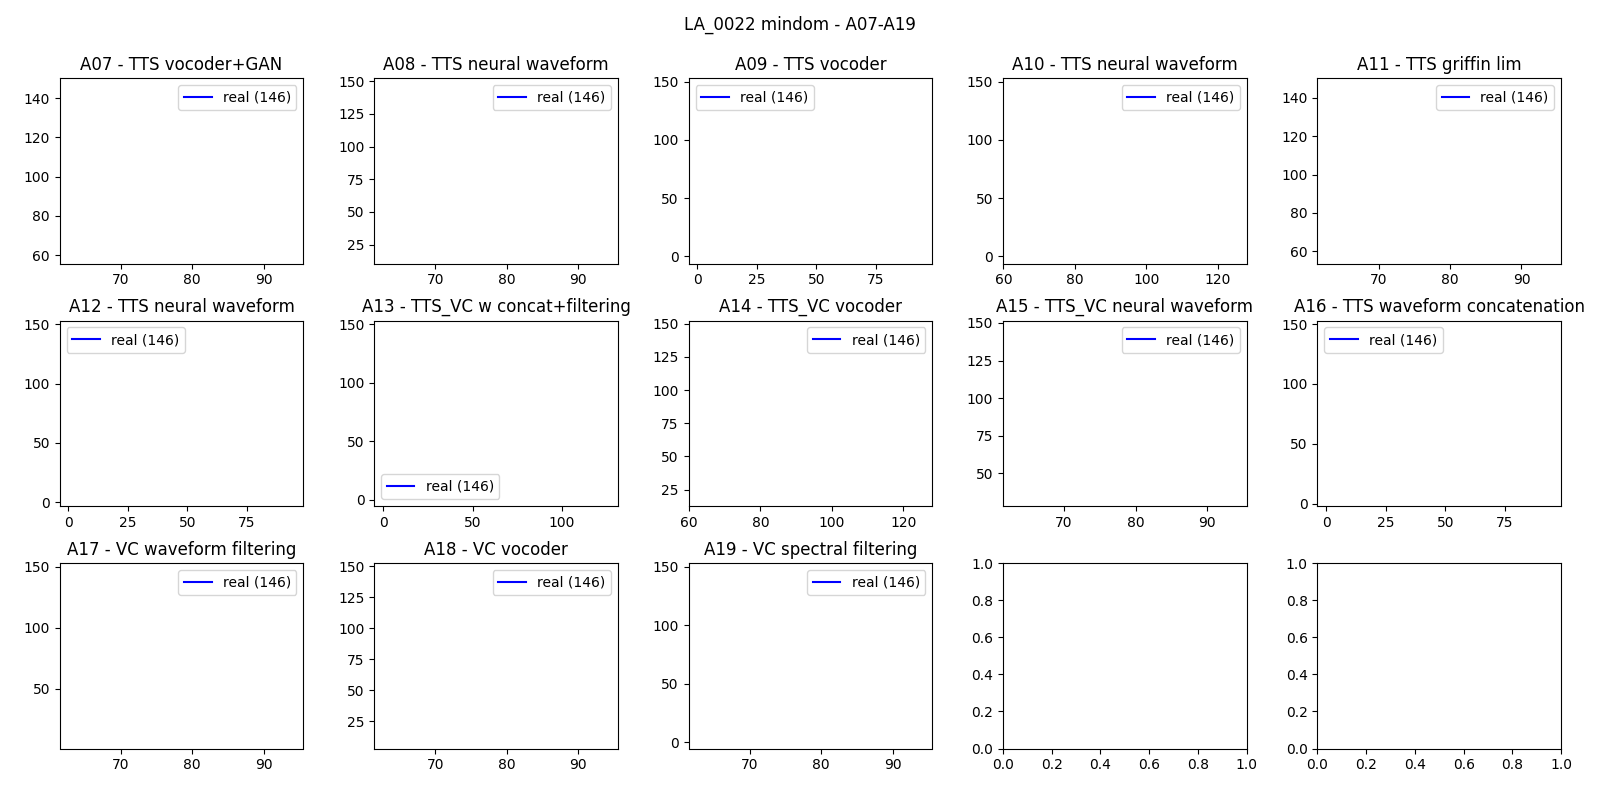 LA_0022 mindom - A07-A19
A07 - TTS vocoder+GAN
real (146)
140
120
100
80
60
70 80 90
A08 - TTS neural waveform
real (146)
150
125
100
75
50
25
70 80 90
A09 - TTS vocoder
real (146)
150
100
50
0
0 25 50 75
A10 - TTS neural waveform
real (146)
150
100
50
0
60 80 100 120
A11 - TTS griffin lim
real (146)
140
120
100
80
60
70 80 90
A12 - TTS neural waveform
real (146)
150
100
50
0
0 25 50 75
A13 - TTS_VC w concat+filtering
150
100
50
real (146)
0
0 50 100
A14 - TTS_VC vocoder
real (146)
150
125
100
75
50
25
60 80 100 120
A15 - TTS_VC neural waveform
real (146)
150
125
100
75
50
70 80 90
A16 - TTS waveform concatenation
real (146)
150
100
50
0
0 25 50 75
A17 - VC waveform filtering
real (146)
150
100
50
70 80 90
A18 - VC vocoder
real (146)
150
125
100
75
50
25
70 80 90
A19 - VC spectral filtering
real (146)
150
100
50
0
70 80 90
1.0
0.8
0.6
0.4
0.2
0.0
0.0 0.2 0.4 0.6 0.8 1.0
1.0
0.8
0.6
0.4
0.2
0.0
0.0 0.2 0.4 0.6 0.8 1.0